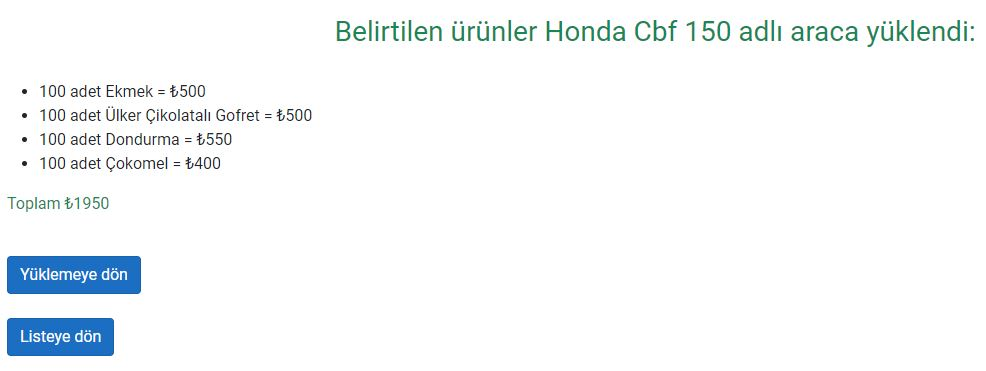 Belirtilen ürünler Honda Cbf 150 adlı araca yüklendi:
• 100 adet Ekmek = ₺500
• 100 adet Ülker Çikolatalı Gofret = ₺500
• 100 adet Dondurma = ₺550
• 100 adet Çokomel = ₺400
Toplam ₺1950
Yüklemeye dön
Listeye dön